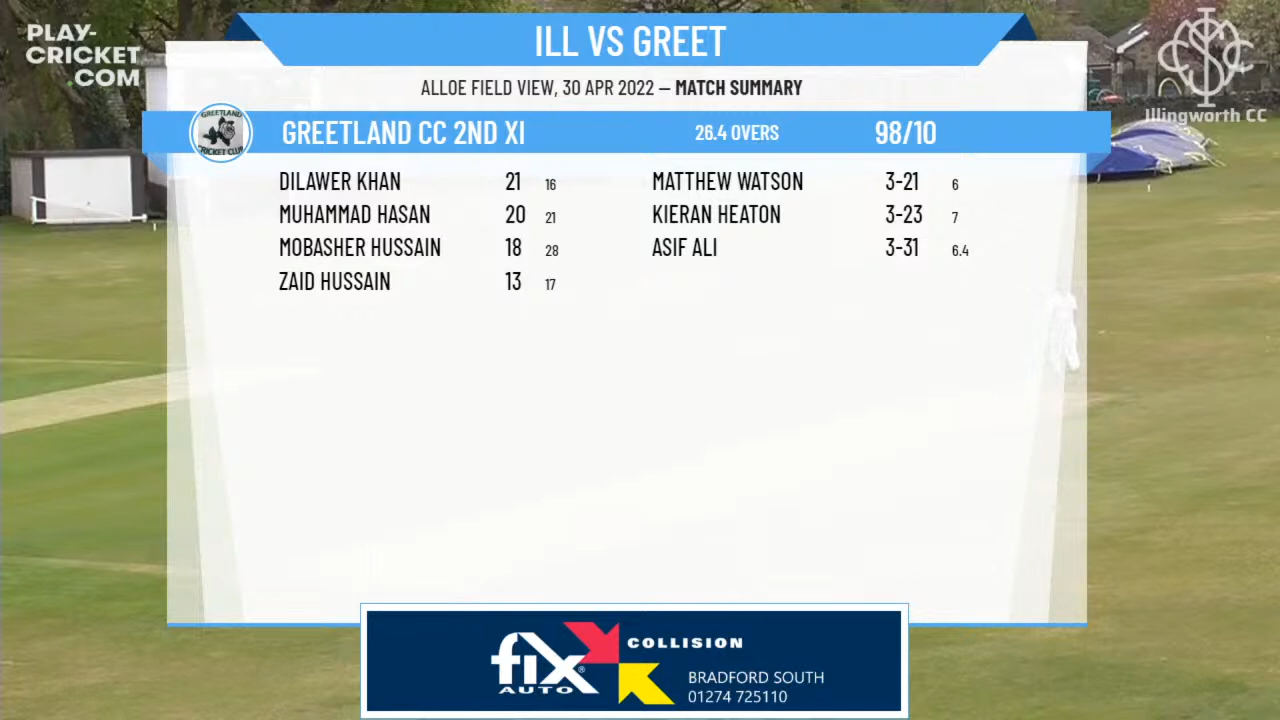 PLAY-
CRICKET
.COM
ILL VS GREET
Illingworth CC
ALLOE FIELD VIEW, 30 APR 2022 – MATCH SUMMARY
GREETLAND
CRICKET CLUB
GREETLAND CC 2ND XI 26.4 OVERS 98/10
DILAWER KHAN 21 16 MATTHEW WATSON 3-21 6
MUHAMMAD HASAN 20 21 KIERAN HEATON 3-23 7
MOBASHER HUSSAIN 18 28 ASIF ALI 3-31 6.4
ZAID HUSSAIN 13 17
fix
AUTO®
COLLISION
BRADFORD SOUTH
01274 725110